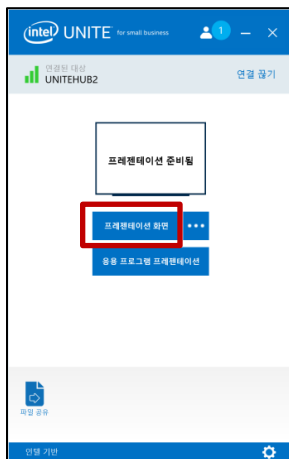 intel UNITE for small business 1
연결된 대상
UNITEHUB2
연결 끊기
프레젠테이션 준비됨
프레젠테이션 화면
응용 프로그램 프레젠테이션
파일 공유
인텔 기반